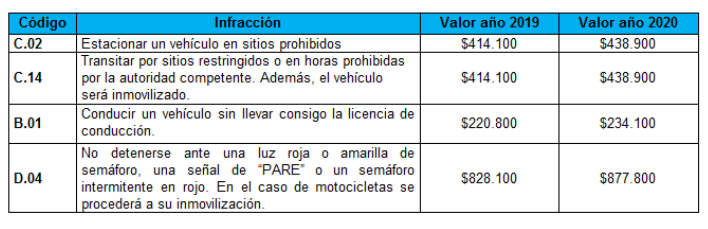 Código Infracción Valor año 2019 Valor año 2020
C.02 Estacionar un vehículo en sitios prohibidos $414.100 $438.900
Transitar por sitios restringidos o en horas prohibidas
C.14 por la autoridad competente. Además, el vehículo $414.100 $438.900
será inmovilizado.
B.01 Conducir un vehículo sin llevar consigo la licencia de $220.800 $234.100
conducción.
No detenerse ante una luz roja o amarilla de
D.04 semáforo, una señal de “PARE” o un semáforo $828.100 $877.800
intermitente en rojo. En el caso de motocicletas se
procederá a su inmovilización.